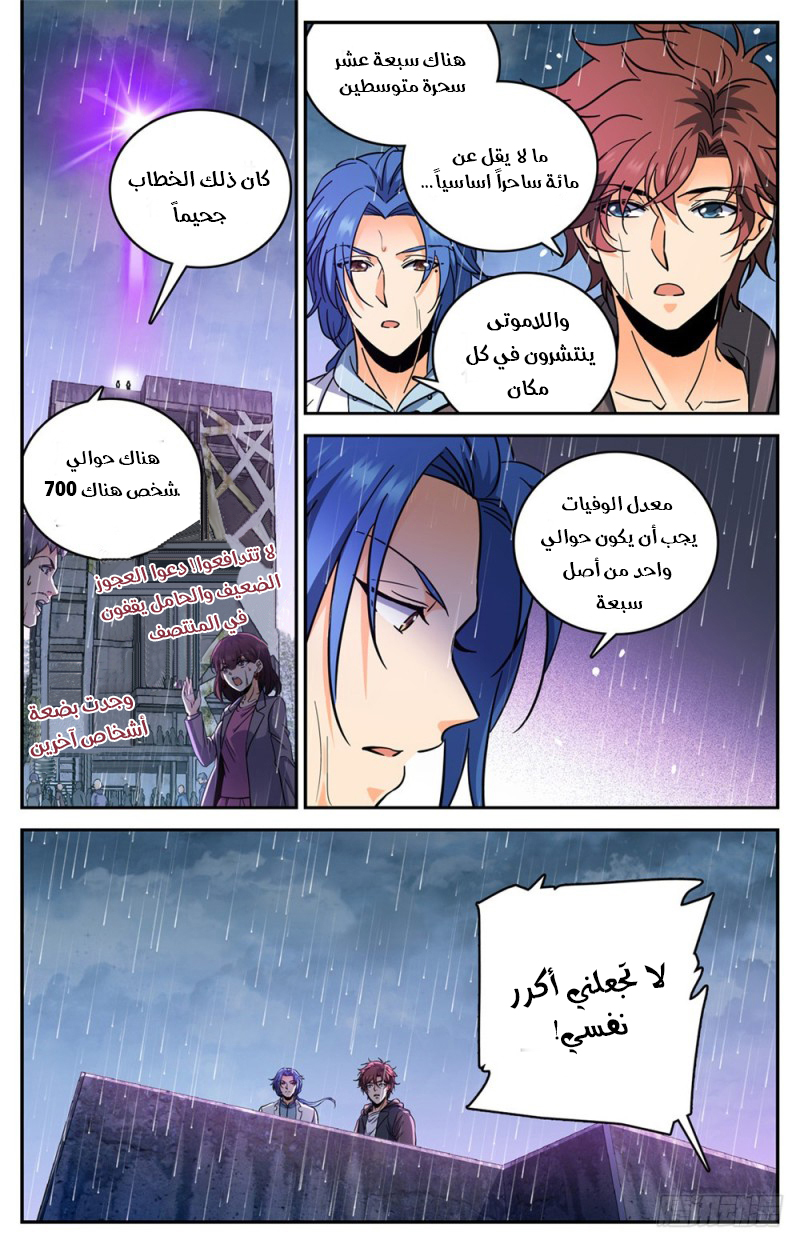 هناك سبعة عشر
سحرة متوسطين
ما لا يقل عن
مائة ساحراً اساسياً...
واللاموتى
ينتشرون في كل
مكان
كان ذلك الخطاب
جحيماً
هناك حوالي
700 شخص هناك.
لا تتدافعوا!! دعوا العجوز
الضعيف والحامل يقفون
في المنتصف
وجدت بضعة
أشخاص آخرين
معدل الوفيات
يجب أن يكون حوالي
واحد من أصل
سبعة
لا تجعلني أكرر
نفسي!